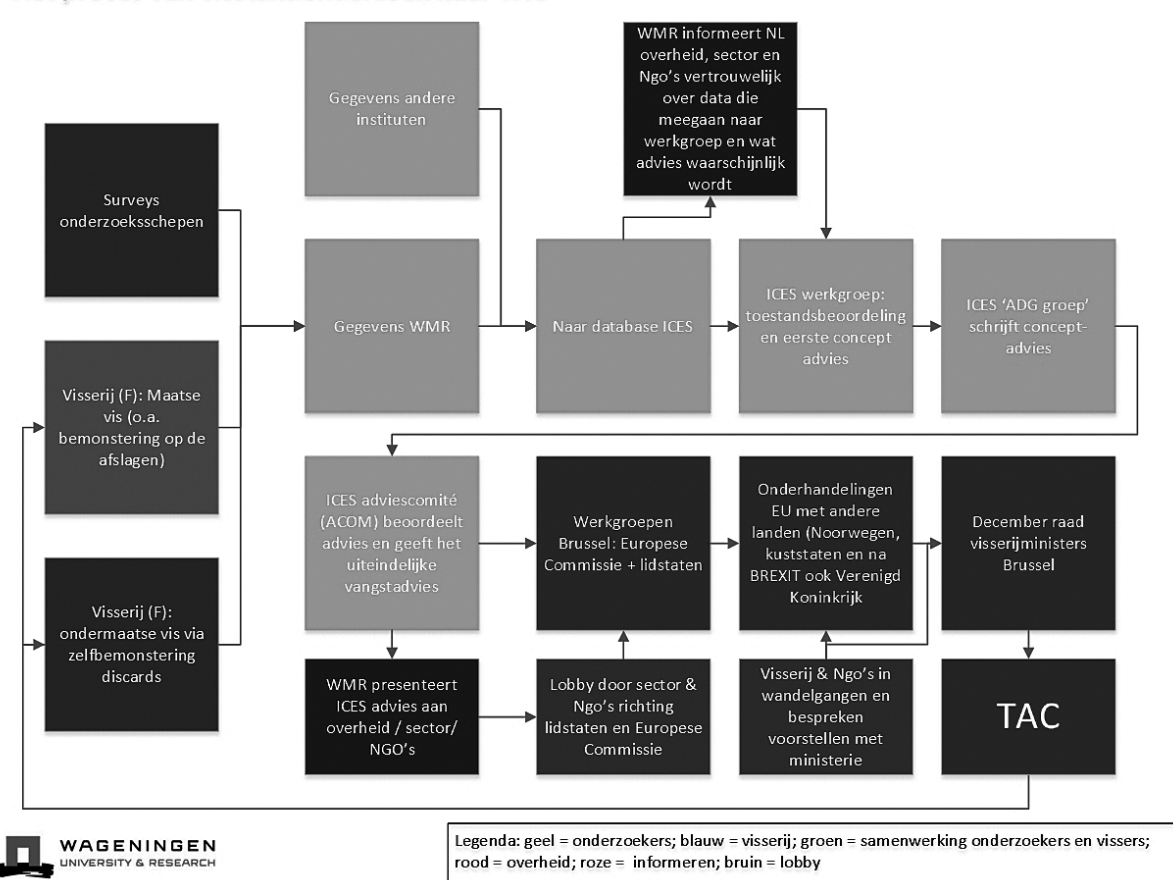 Surveys
onderzoeksschepen
Visserij (F): Maatse
vis (o.a.
bemonstering op de
afslagen)
Visserij (F):
ondermaatse vis via
zelfbemonstering
discards
Gegevens andere
instituten
Gegevens WMR
Naar database ICES
WMR informeert NL
overheid, sector en
Ngo's vertrouwelijk
over data die
meegaan naar
werkgroep en wat
advies waarschijnlijk
wordt
ICES werkgroep:
toestandsbeoordeling
en eerste concept
advies
ICES ‘ADG groep’
schrijft concept-
advies
ICES adviescomité
(ACOM) beoordeelt
advies en geeft het
uiteindelijke
vangstadvies
Werkgroepen
Brussel: Europese
Commissie + lidstaten
Onderhandelingen
EU met andere
landen (Noorwegen,
kuststaten en na
BREXIT ook Verenigd
Koninkrijk
December raad
visserijministers
Brussel
WMR presenteert
ICES advies aan
overheid / sector/
NGO's
Lobby door sector &
Ngo's richting
lidstaten en Europese
Commissie
Visserij & Ngo's in
wandelgangen en
bespreken
voorstellen met
ministerie
TAC
WAGENINGEN
UNIVERSITY & RESEARCH
Legenda: geel = onderzoekers; blauw = visserij; groen = samenwerking onderzoekers en vissers;
rood = overheid; roze = informeren; bruin = lobby